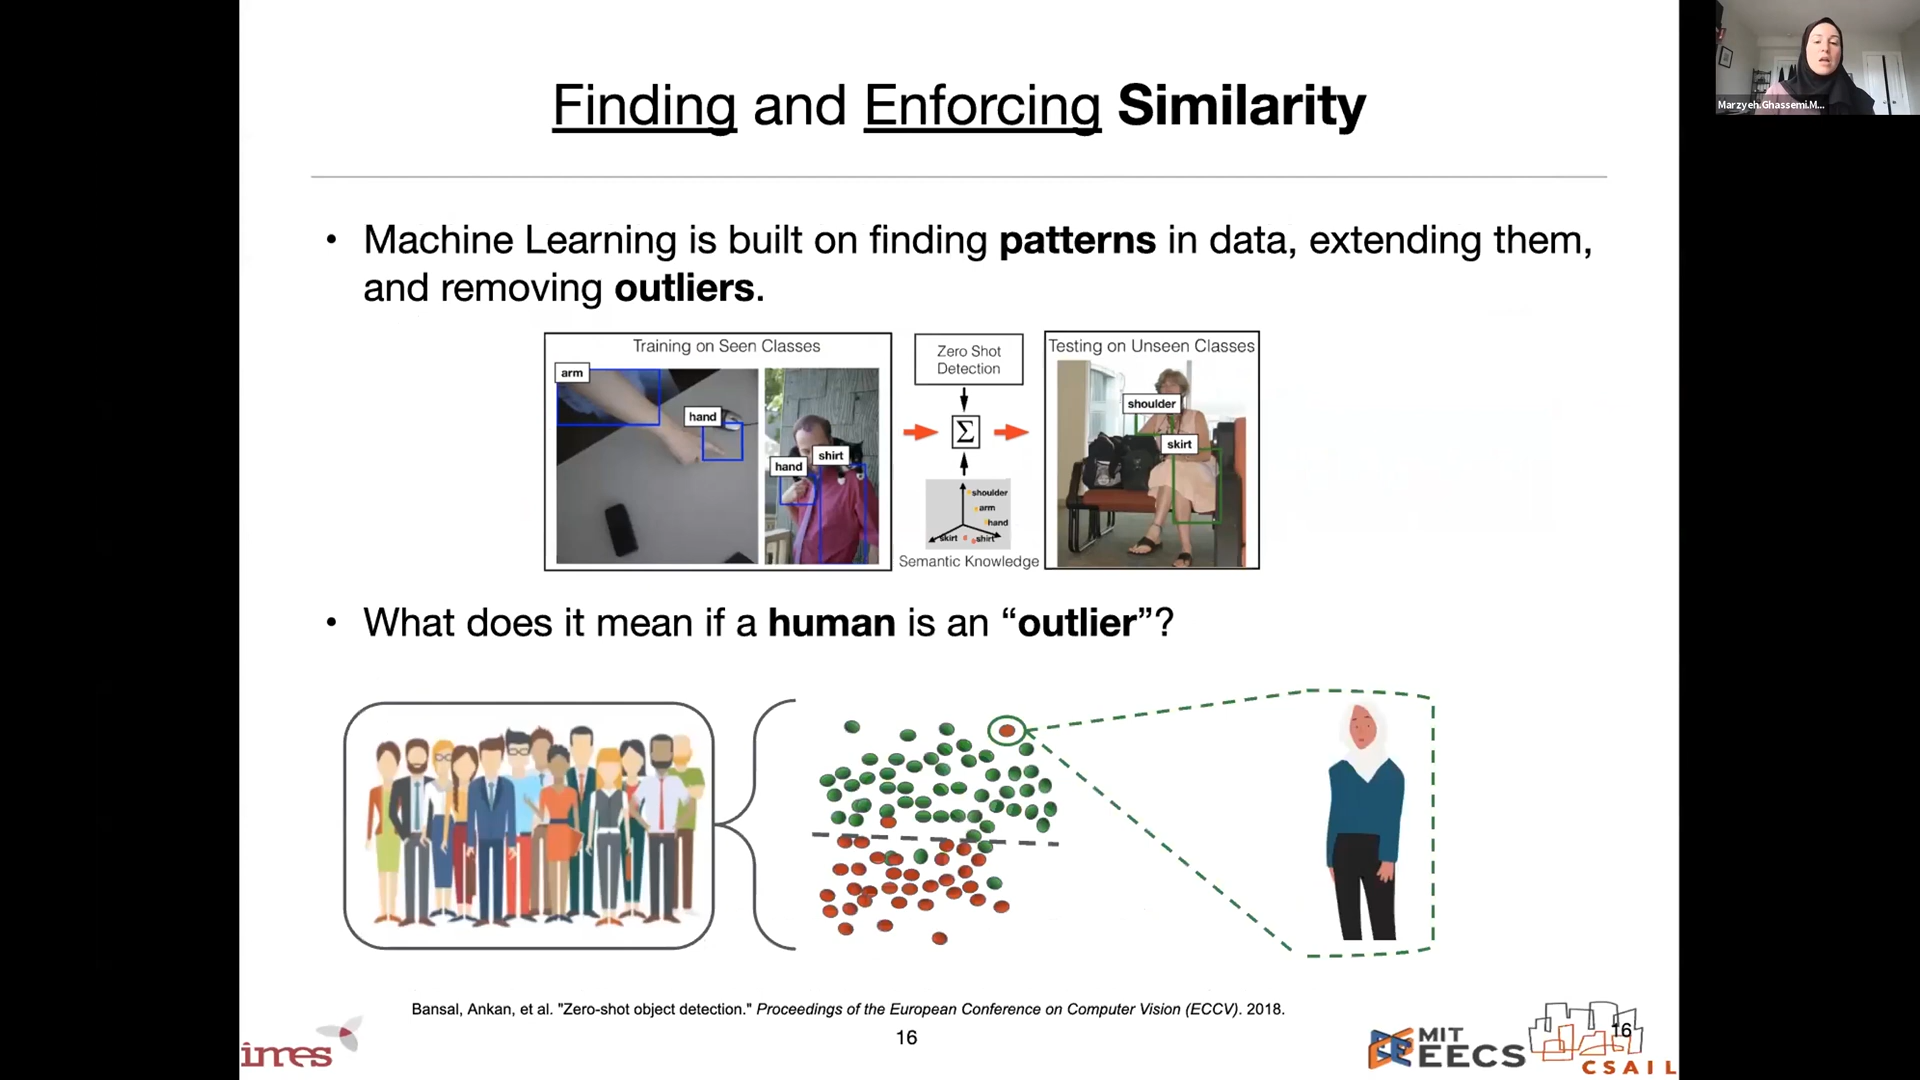 Finding and Enforcing Similarity
Marzyeh.Ghassemi.M...
• Machine Learning is built on finding patterns in data, extending them,
and removing outliers.
Training on Seen Classes
arm
hand
hand
shirt
Zero Shot
Detection
Σ
shoulder
arm
hand
skirt
shirt
Semantic Knowledge
Testing on Unseen Classes
shoulder
skirt
• What does it mean if a human is an “outlier”?
Bansal, Ankan, et al. "Zero-shot object detection." Proceedings of the European Conference on Computer Vision (ECCV). 2018.
16
imes
MIT
EECS
16
CSAIL